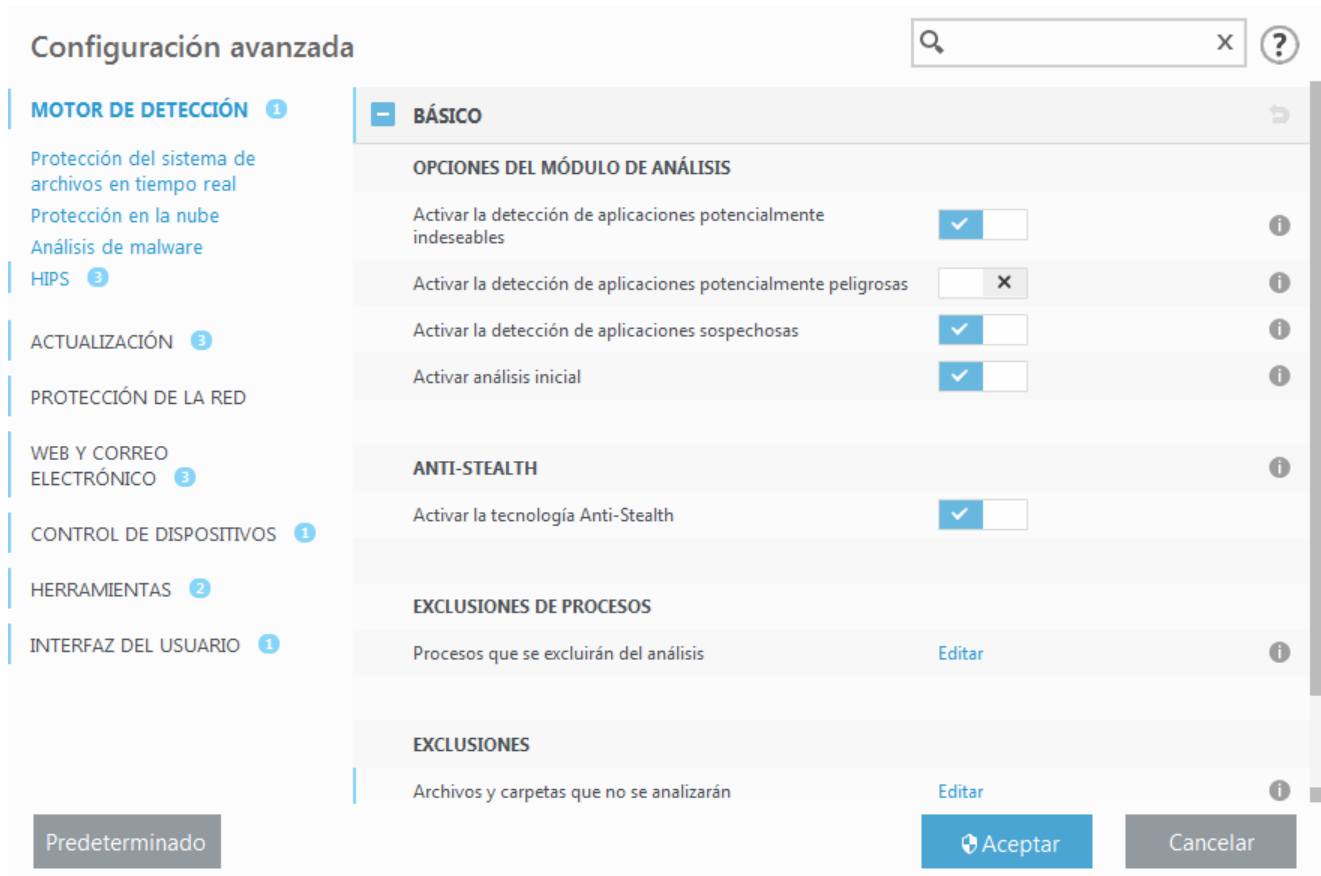 Configuración avanzada
X
?
MOTOR DE DETECCIÓN 1
Protección del sistema de
archivos en tiempo real
Protección en la nube
Análisis de malware
HIPS 3
ACTUALIZACIÓN 3
PROTECCIÓN DE LA RED
WEB Y CORREO
ELECTRÓNICO 3
CONTROL DE DISPOSITIVOS 1
HERRAMIENTAS 2
INTERFAZ DEL USUARIO 1
BÁSICO
OPCIONES DEL MÓDULO DE ANÁLISIS
Activar la detección de aplicaciones potencialmente
indeseables
Activar la detección de aplicaciones potencialmente peligrosas
Activar la detección de aplicaciones sospechosas
Activar análisis inicial
ANTI-STEALTH
Activar la tecnología Anti-Stealth
EXCLUSIONES DE PROCESOS
Procesos que se excluirán del análisis Editar
EXCLUSIONES
Archivos y carpetas que no se analizarán Editar
Predeterminado
Aceptar
Cancelar